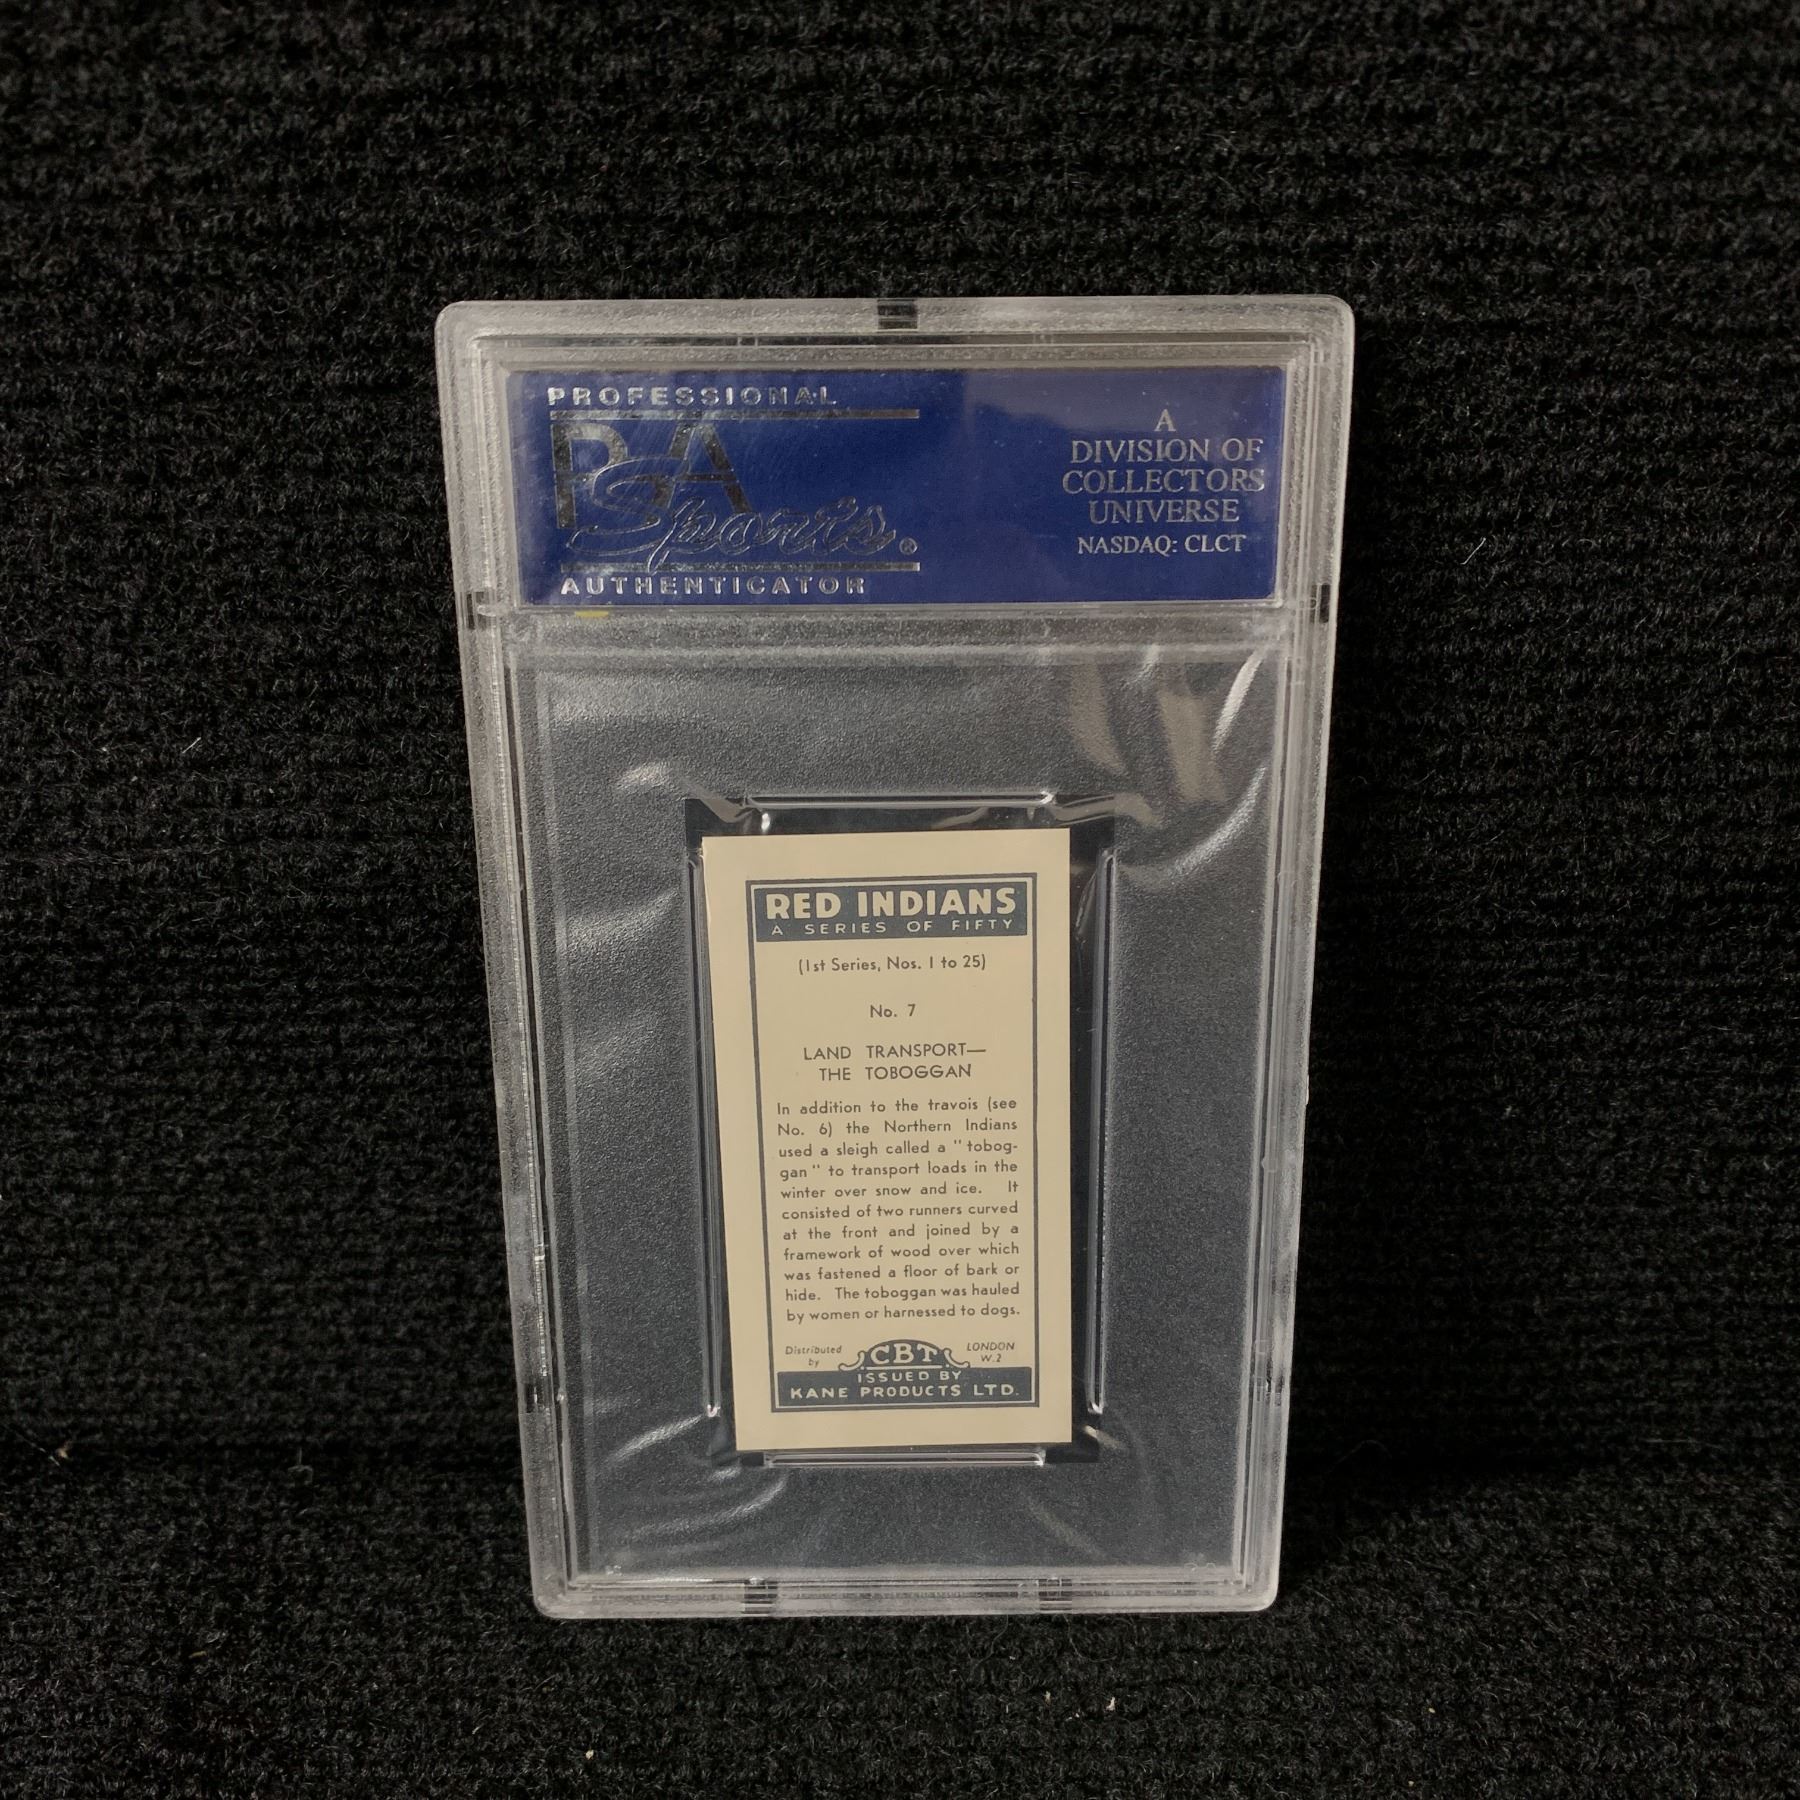 PROFESSIONAL
PSA
Sports®
AUTHENTICATOR
A
DIVISION OF
COLLECTORS
UNIVERSE
NASDAQ: CLCT
RED INDIANS
A SERIES OF FIFTY
(1st Series, Nos. 1 to 25)
No. 7
LAND TRANSPORT—
THE TOBOGGAN
In addition to the travois (see
No. 6) the Northern Indians
used a sleigh called a " tobog-
gan " to transport loads in the
winter over snow and ice. It
consisted of two runners curved
at the front and joined by a
framework of wood over which
was fastened a floor of bark or
hide. The toboggan was hauled
by women or harnessed to dogs.
Distributed
by
CBT
LONDON
W.2
ISSUED BY
KANE PRODUCTS LTD.